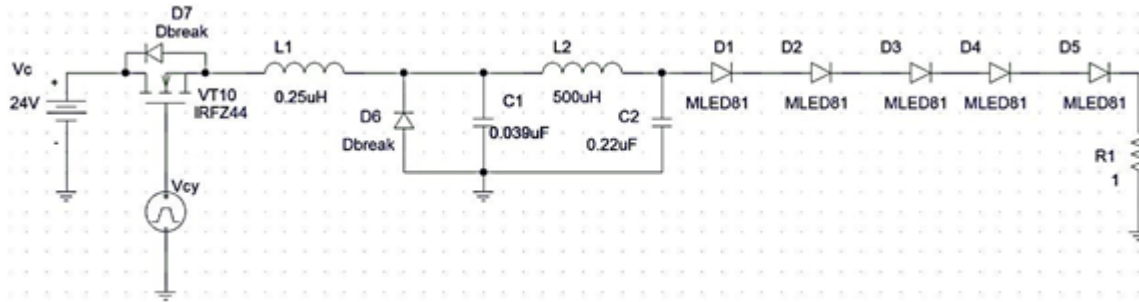 D7
Dbreak
Vc
+
24V
-
VT10
IRFZ44
Vcy
L1
0.25uH
D6
Dbreak
C1
0.039uF
L2
500uH
C2
0.22uF
D1
MLED81
D2
MLED81
D3
MLED81
D4
MLED81
D5
MLED81
R1
1